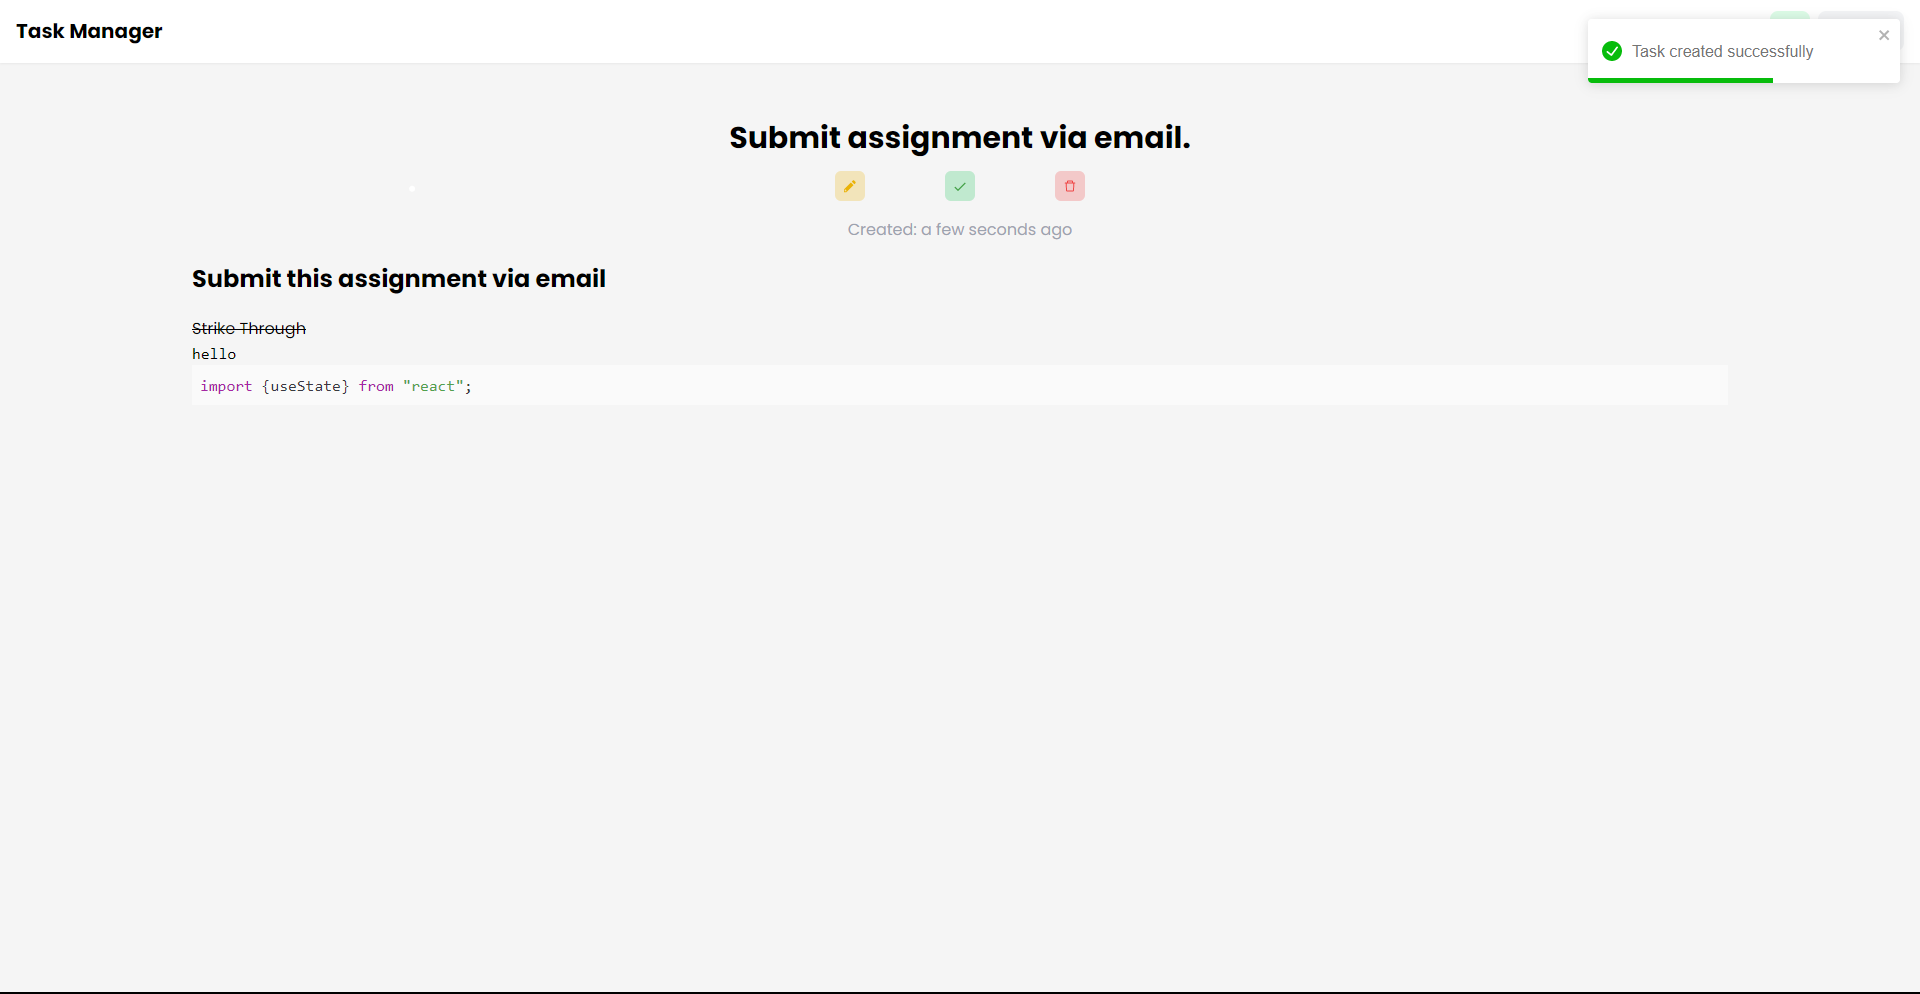 Task Manager
Task created successfully
Submit assignment via email.
Created: a few seconds ago
Submit this assignment via email
Strike Through
hello
import {useState} from "react";